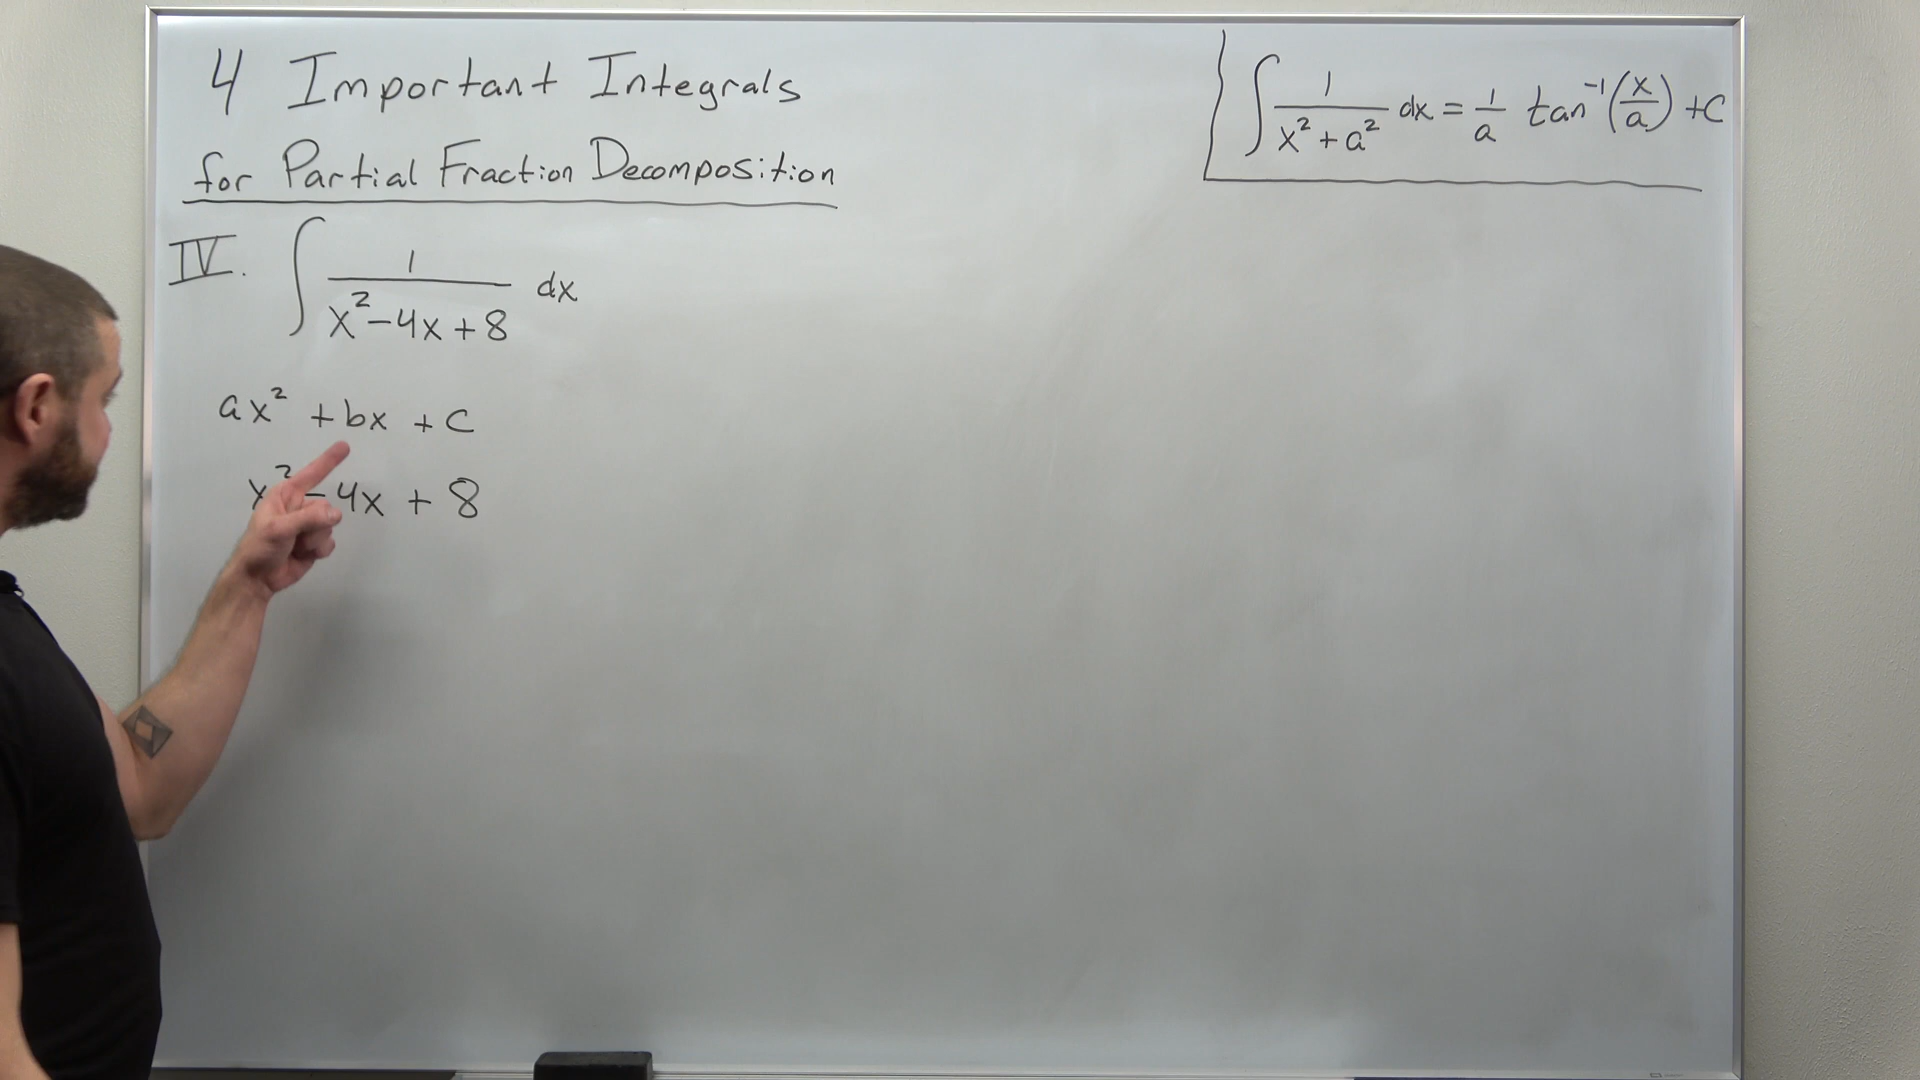 4 Important Integrals
for Partial Fraction Decomposition
∫ 1/(x²+a²) dx = 1/a tan⁻¹(x/a) + C
IV. ∫ 1/(x²-4x+8) dx
ax² + bx + c
x² - 4x + 8